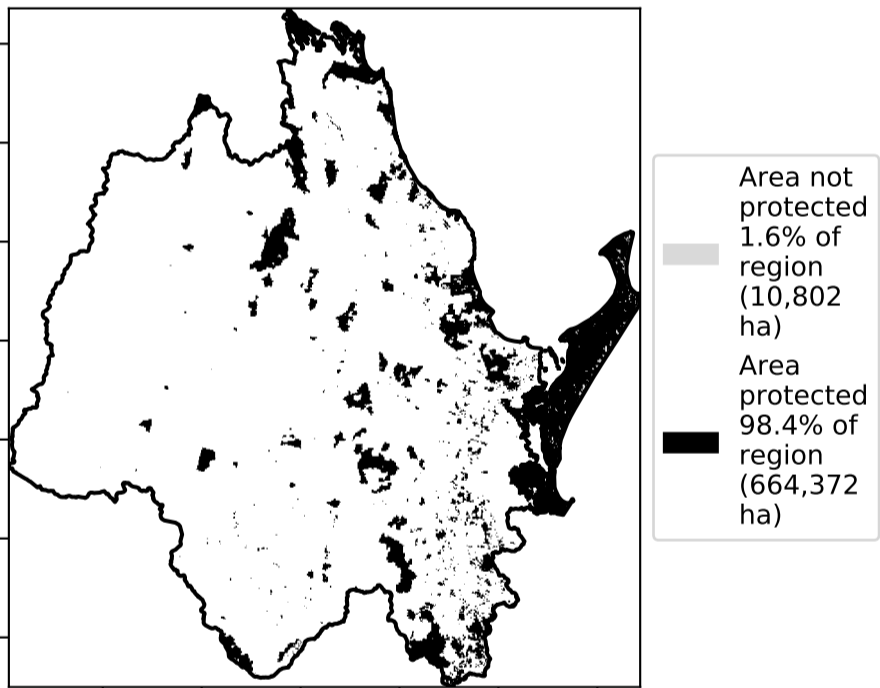 Area not
protected
1.6% of
region
(10,802
ha)
Area
protected
98.4% of
region
(664,372
ha)